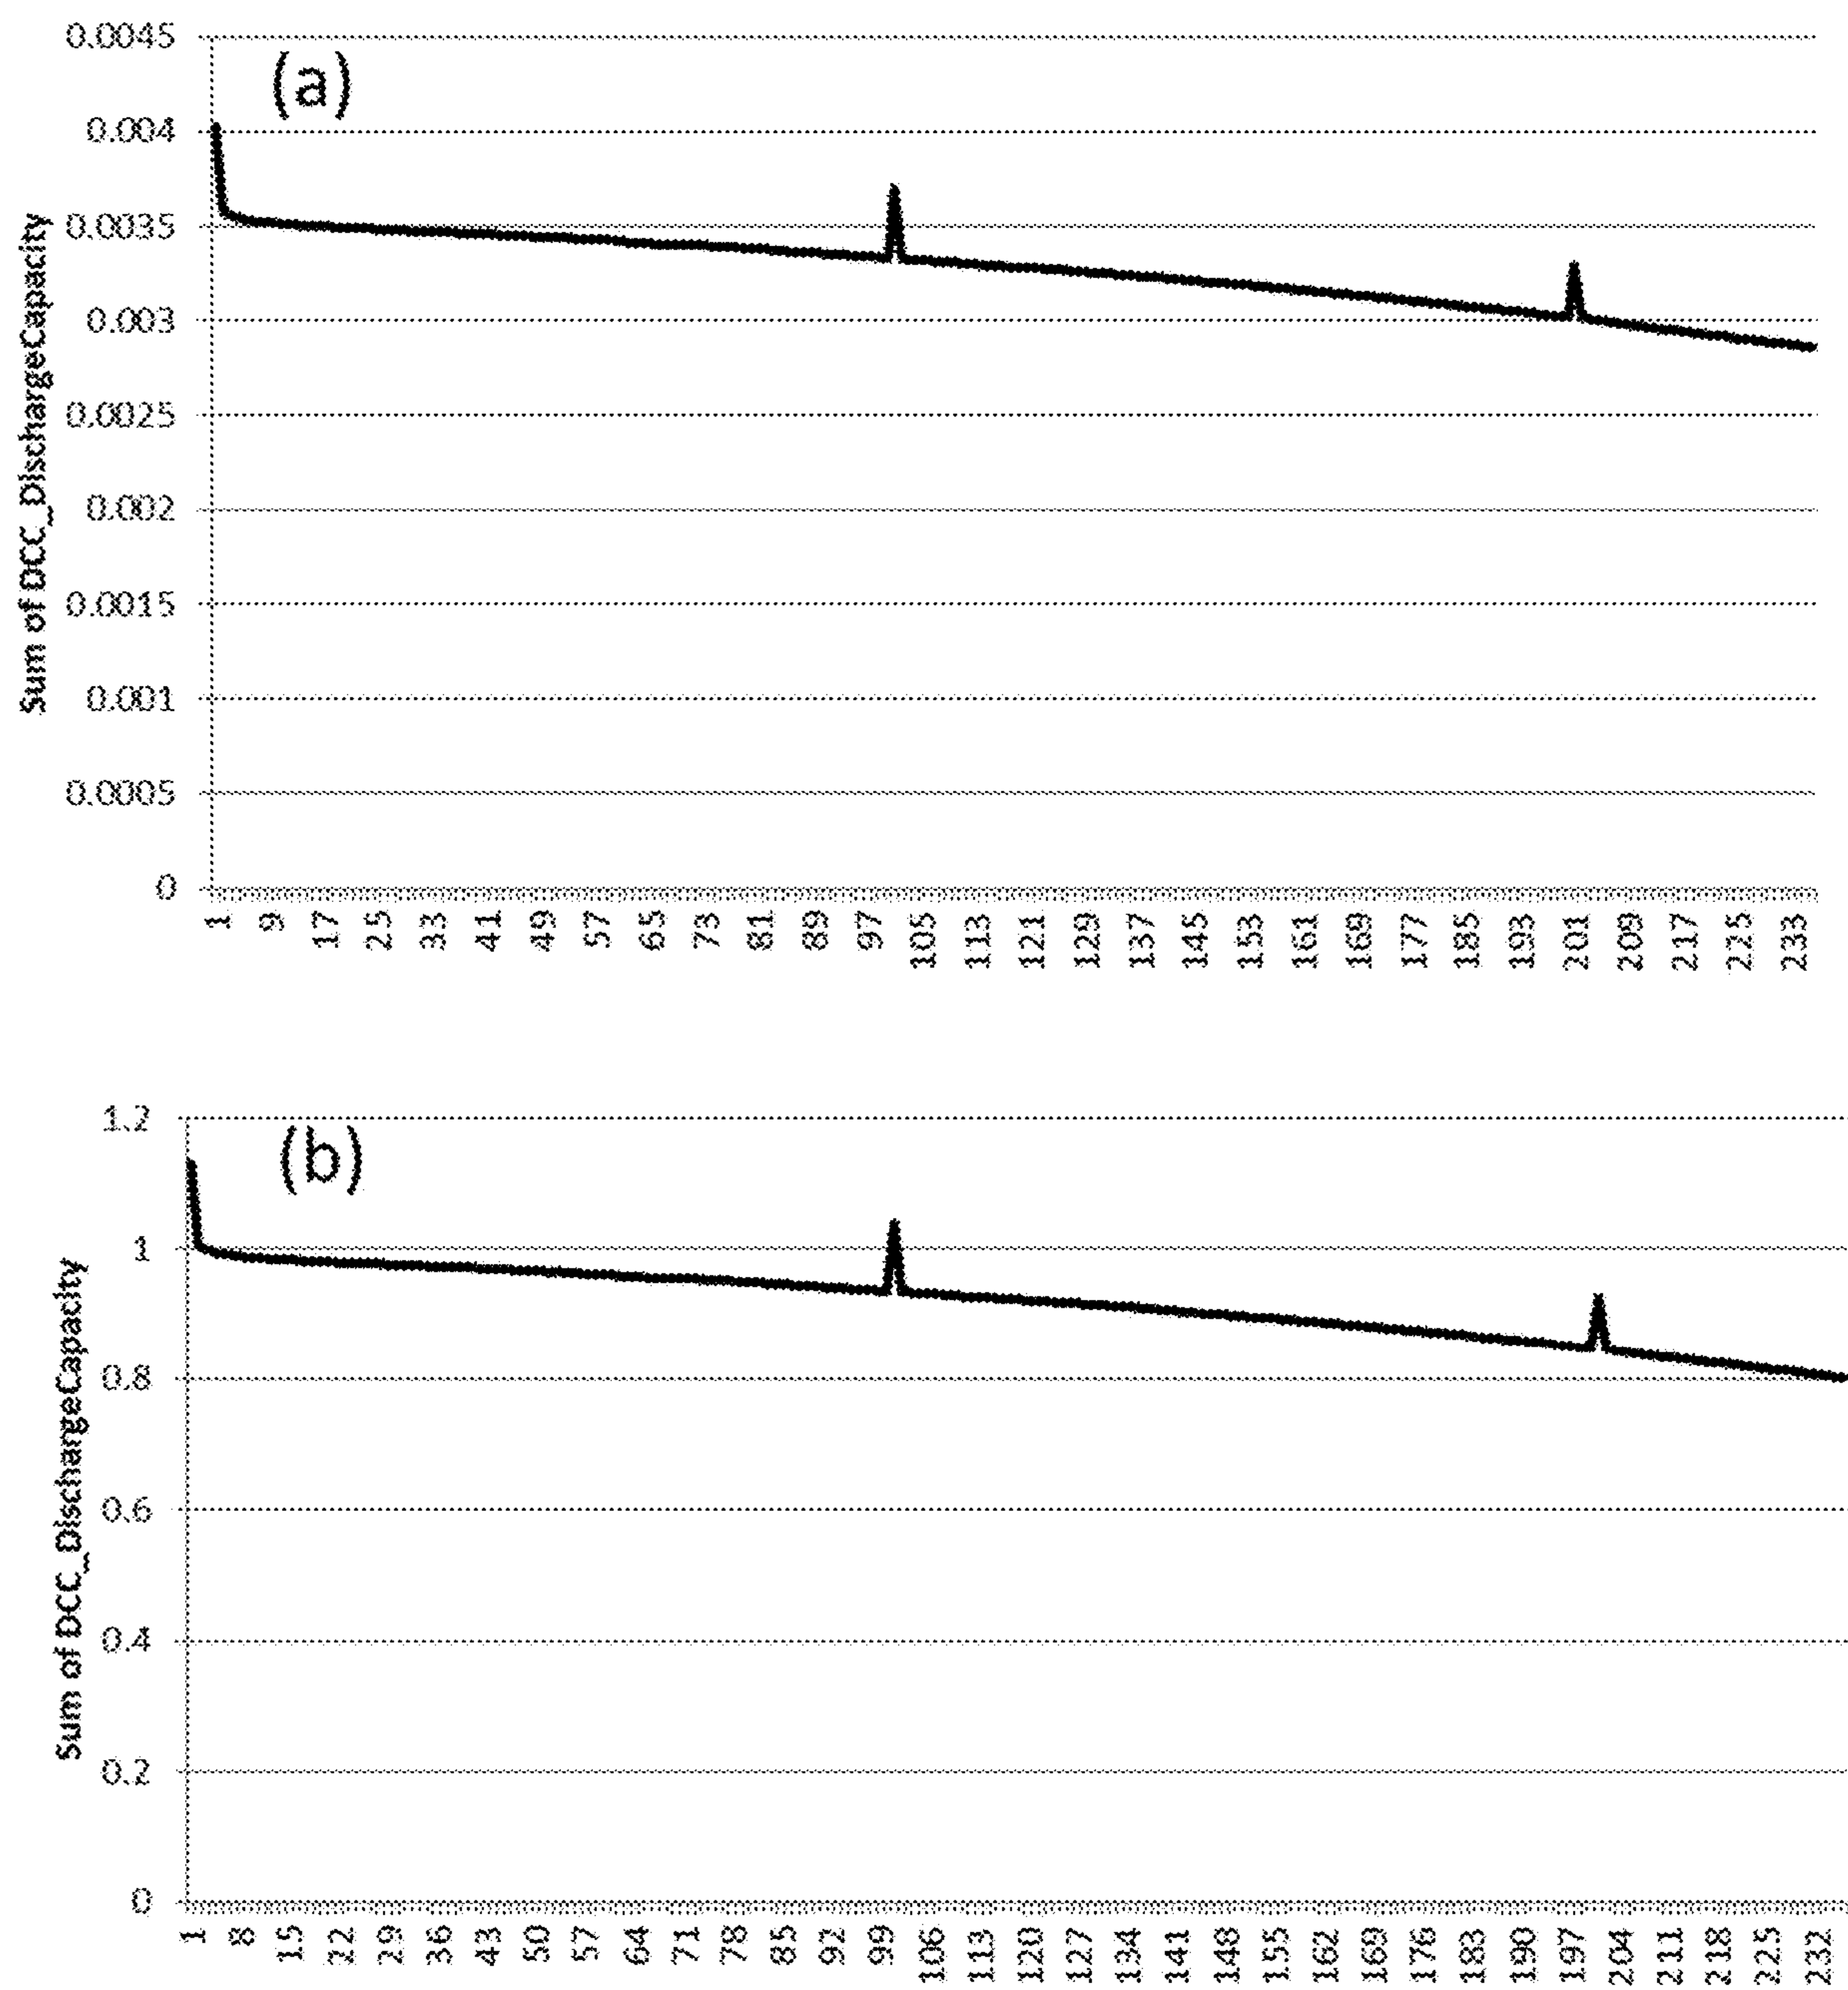 (a)
Sum of DCC_DischargeCapacity
0.0045
0.004
0.0035
0.003
0.0025
0.002
0.0015
0.001
0.0005
0
1 9 17 25 33 41 49 57 65 73 81 89 97 105 113 121 129 137 145 153 161 169 177 185 193 201 209 217 225 233
(b)
Sum of DCC_DischargeCapacity
1.2
1
0.8
0.6
0.4
0.2
0
1 8 15 22 29 36 43 50 57 64 71 78 85 92 99 106 113 120 127 134 141 148 155 162 169 176 183 190 197 204 211 218 225 232